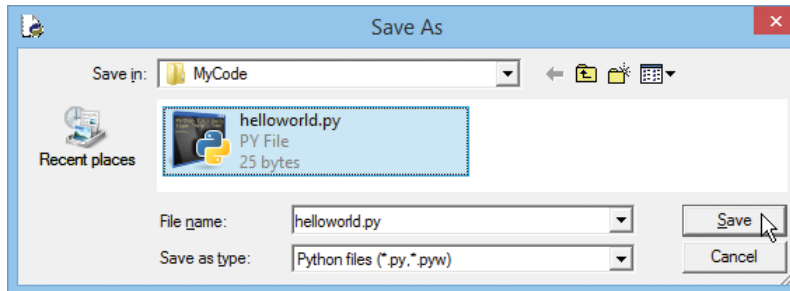 Save As
Save in:
MyCode
helloworld.py
PY File
25 bytes
Recent places
File name:
helloworld.py
Save
Save as type:
Python files (*.py,*.pyw)
Cancel